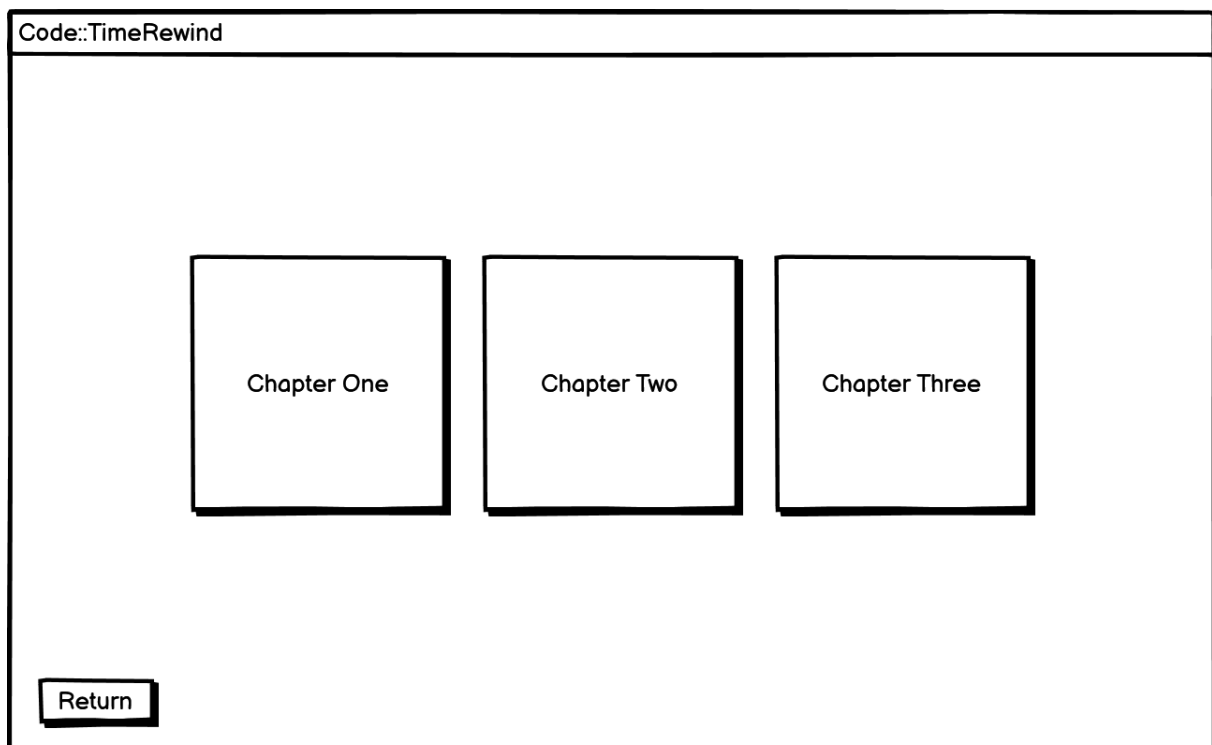 Code::TimeRewind
Chapter One
Chapter Two
Chapter Three
Return